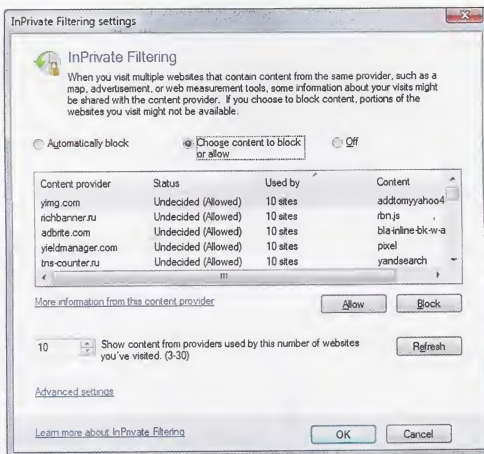 InPrivate Filtering settings
InPrivate Filtering
When you visit multiple websites that contain content from the same provider, such as a
map, advertisement, or web measurement tools, some information about your visits might
be shared with the content provider. If you choose to block content, portions of the
websites you visit might not be available.
Automatically block
Choose content to block
or allow
Off
Content provider Status Used by Content
yimg.com Undecided (Allowed) 10 sites addtomyyahoo4
richbanner.ru Undecided (Allowed) 10 sites rbn.js
adbrite.com Undecided (Allowed) 10 sites bla-inline-bk-w-a
yieldmanager.com Undecided (Allowed) 10 sites pixel
tns-counter.ru Undecided (Allowed) 10 sites yandsearch
More information from this content provider
Allow Block
10 Show content from providers used by this number of websites
you've visited. (3-30)
Refresh
Advanced settings
Learn more about InPrivate Filtering
OK Cancel